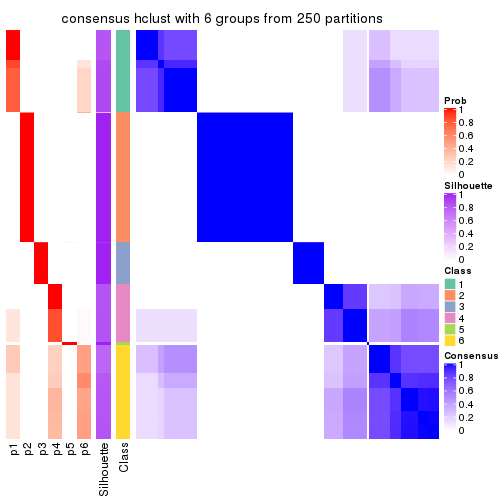 consensus hclust with 6 groups from 250 partitions
Prob
1
0.8
0.6
0.4
0.2
0
Silhouette
1
0.8
0.6
0.4
0.2
0
Class
1
2
3
4
5
6
Consensus
1
0.8
0.6
0.4
0.2
0
p1
p2
p3
p4
p5
p6
Silhouette
Class